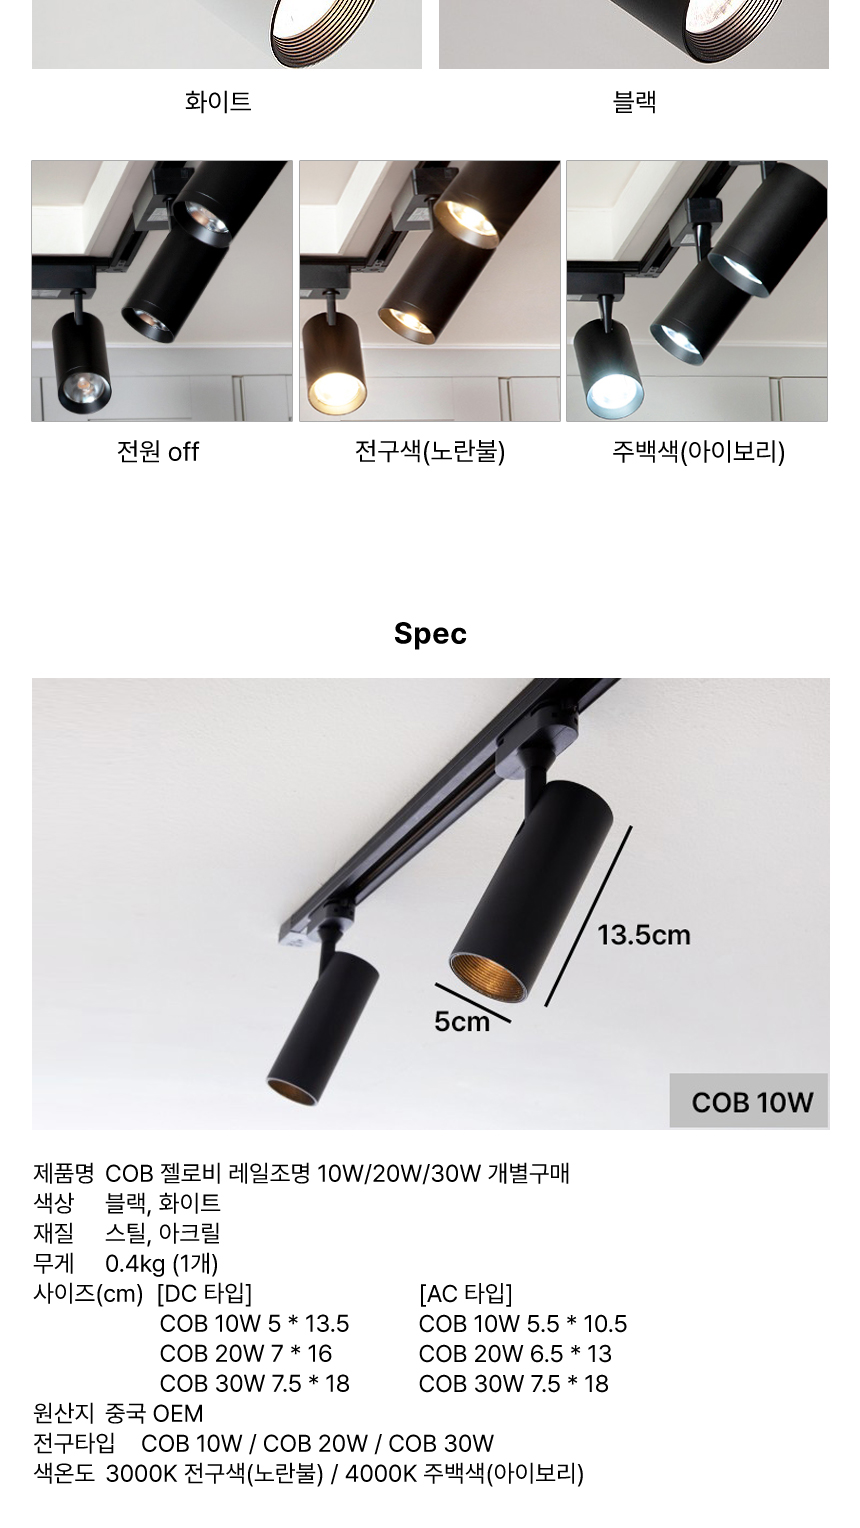 화이트
블랙
전원 off
전구색(노란불)
주백색(아이보리)
Spec
13.5cm
5cm
COB 10W
제품명 COB 젤로비 레일조명 10W/20W/30W 개별구매
색상 블랙, 화이트
재질 스틸, 아크릴
무게 0.4kg (1개)
사이즈(cm) [DC 타입] [AC 타입]
COB 10W 5 * 13.5 COB 10W 5.5 * 10.5
COB 20W 7 * 16 COB 20W 6.5 * 13
COB 30W 7.5 * 18 COB 30W 7.5 * 18
원산지 중국 OEM
전구타입 COB 10W / COB 20W / COB 30W
색온도 3000K 전구색(노란불) / 4000K 주백색(아이보리)